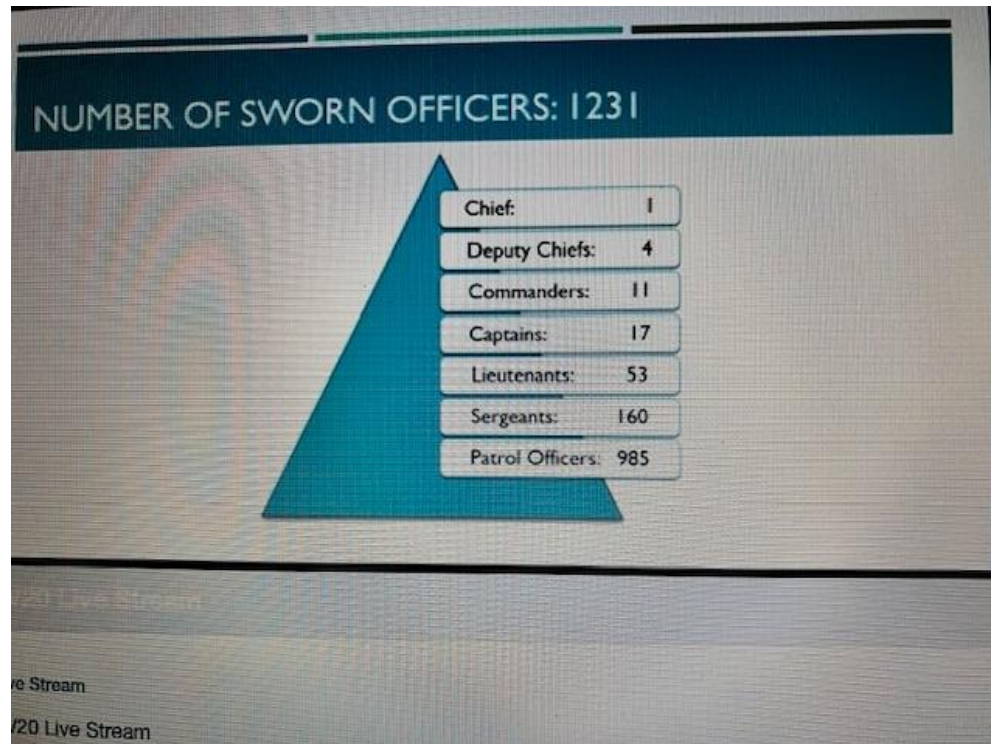 NUMBER OF SWORN OFFICERS: 1231
Chief: 1
Deputy Chiefs: 4
Commanders: 11
Captains: 17
Lieutenants: 53
Sergeants: 160
Patrol Officers: 985
/20 Live Stream
ve Stream
/20 Live Stream